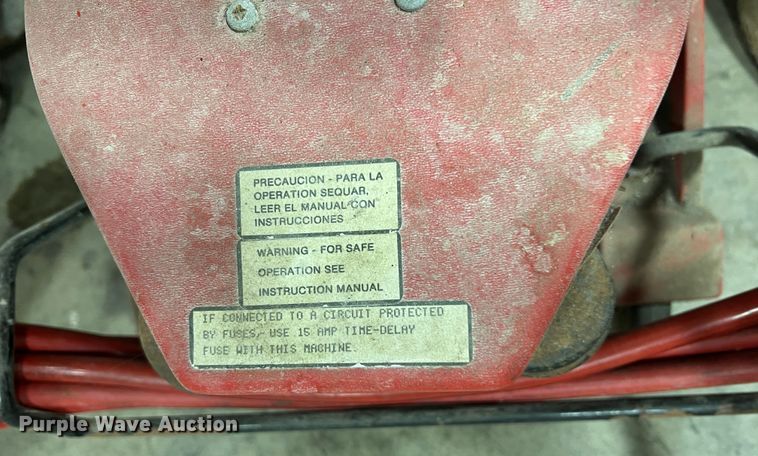 PRECAUCION - PARA LA
OPERATION SEQUAR,
LEER EL MANUAL CON
INSTRUCCIONES
WARNING - FOR SAFE
OPERATION SEE
INSTRUCTION MANUAL
IF CONNECTED TO A CIRCUIT PROTECTED
BY FUSES, USE 15 AMP TIME-DELAY
FUSE WITH THIS MACHINE.
Purple Wave Auction